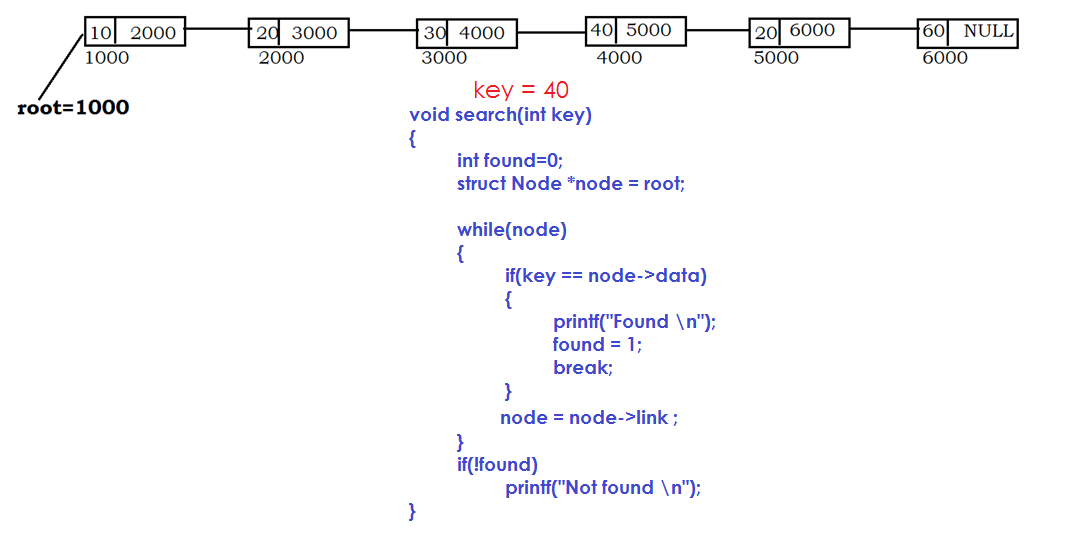 10 2000 20 3000 30 4000 40 5000 20 6000 60 NULL
1000 2000 3000 4000 5000 6000
root=1000
key = 40
void search(int key)
{
int found=0;
struct Node *node = root;
while(node)
{
if(key == node->data)
{
printf("Found \n");
found = 1;
break;
}
node = node->link ;
}
if(!found)
printf("Not found \n");
}